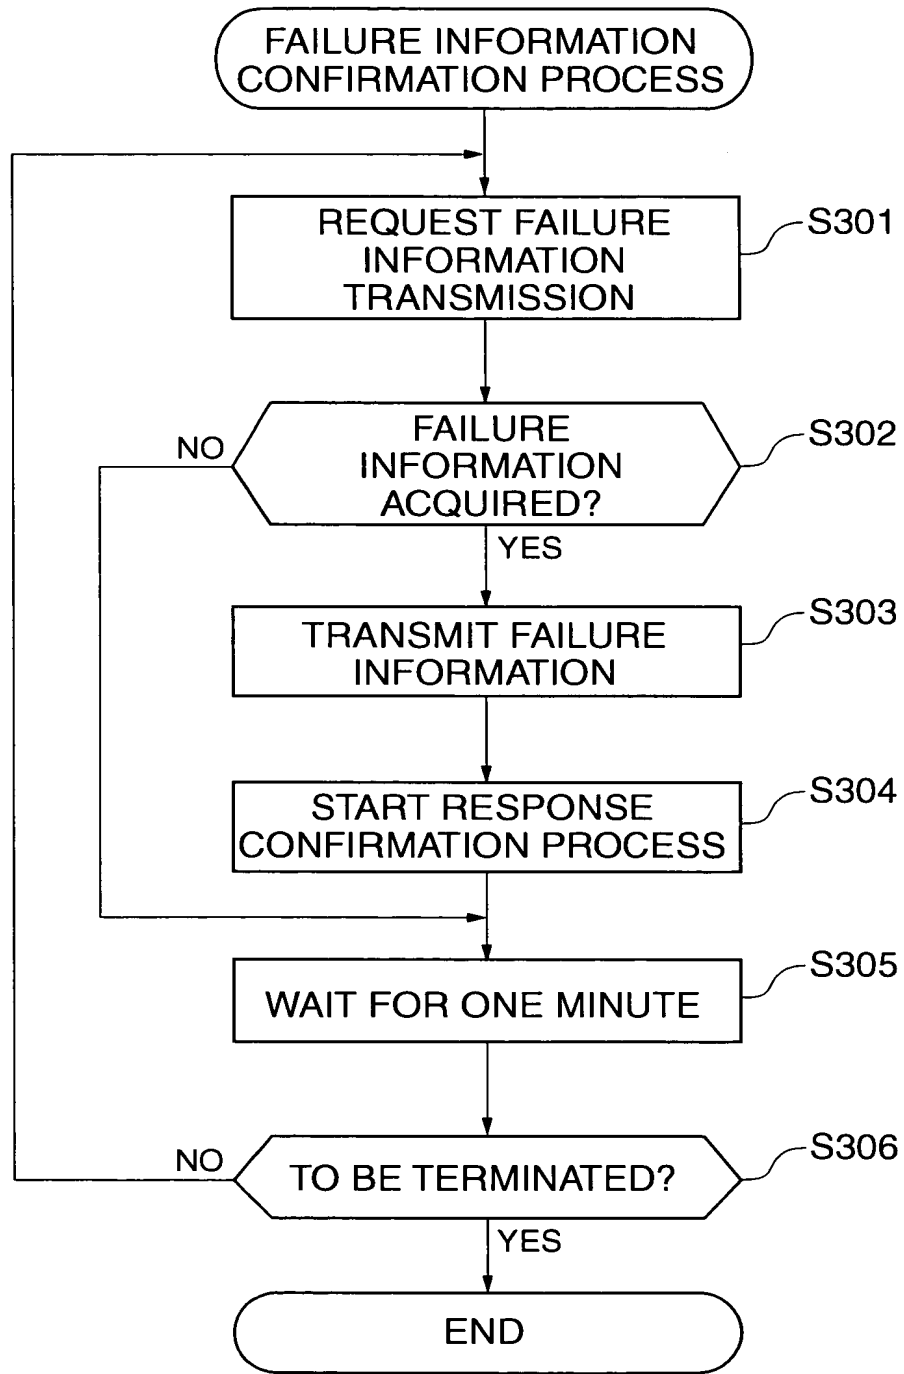 FAILURE INFORMATION
CONFIRMATION PROCESS
REQUEST FAILURE
INFORMATION
TRANSMISSION
S301
FAILURE
INFORMATION
ACQUIRED?
S302
NO
YES
TRANSMIT FAILURE
INFORMATION
S303
START RESPONSE
CONFIRMATION PROCESS
S304
WAIT FOR ONE MINUTE
S305
TO BE TERMINATED?
S306
NO
YES
END